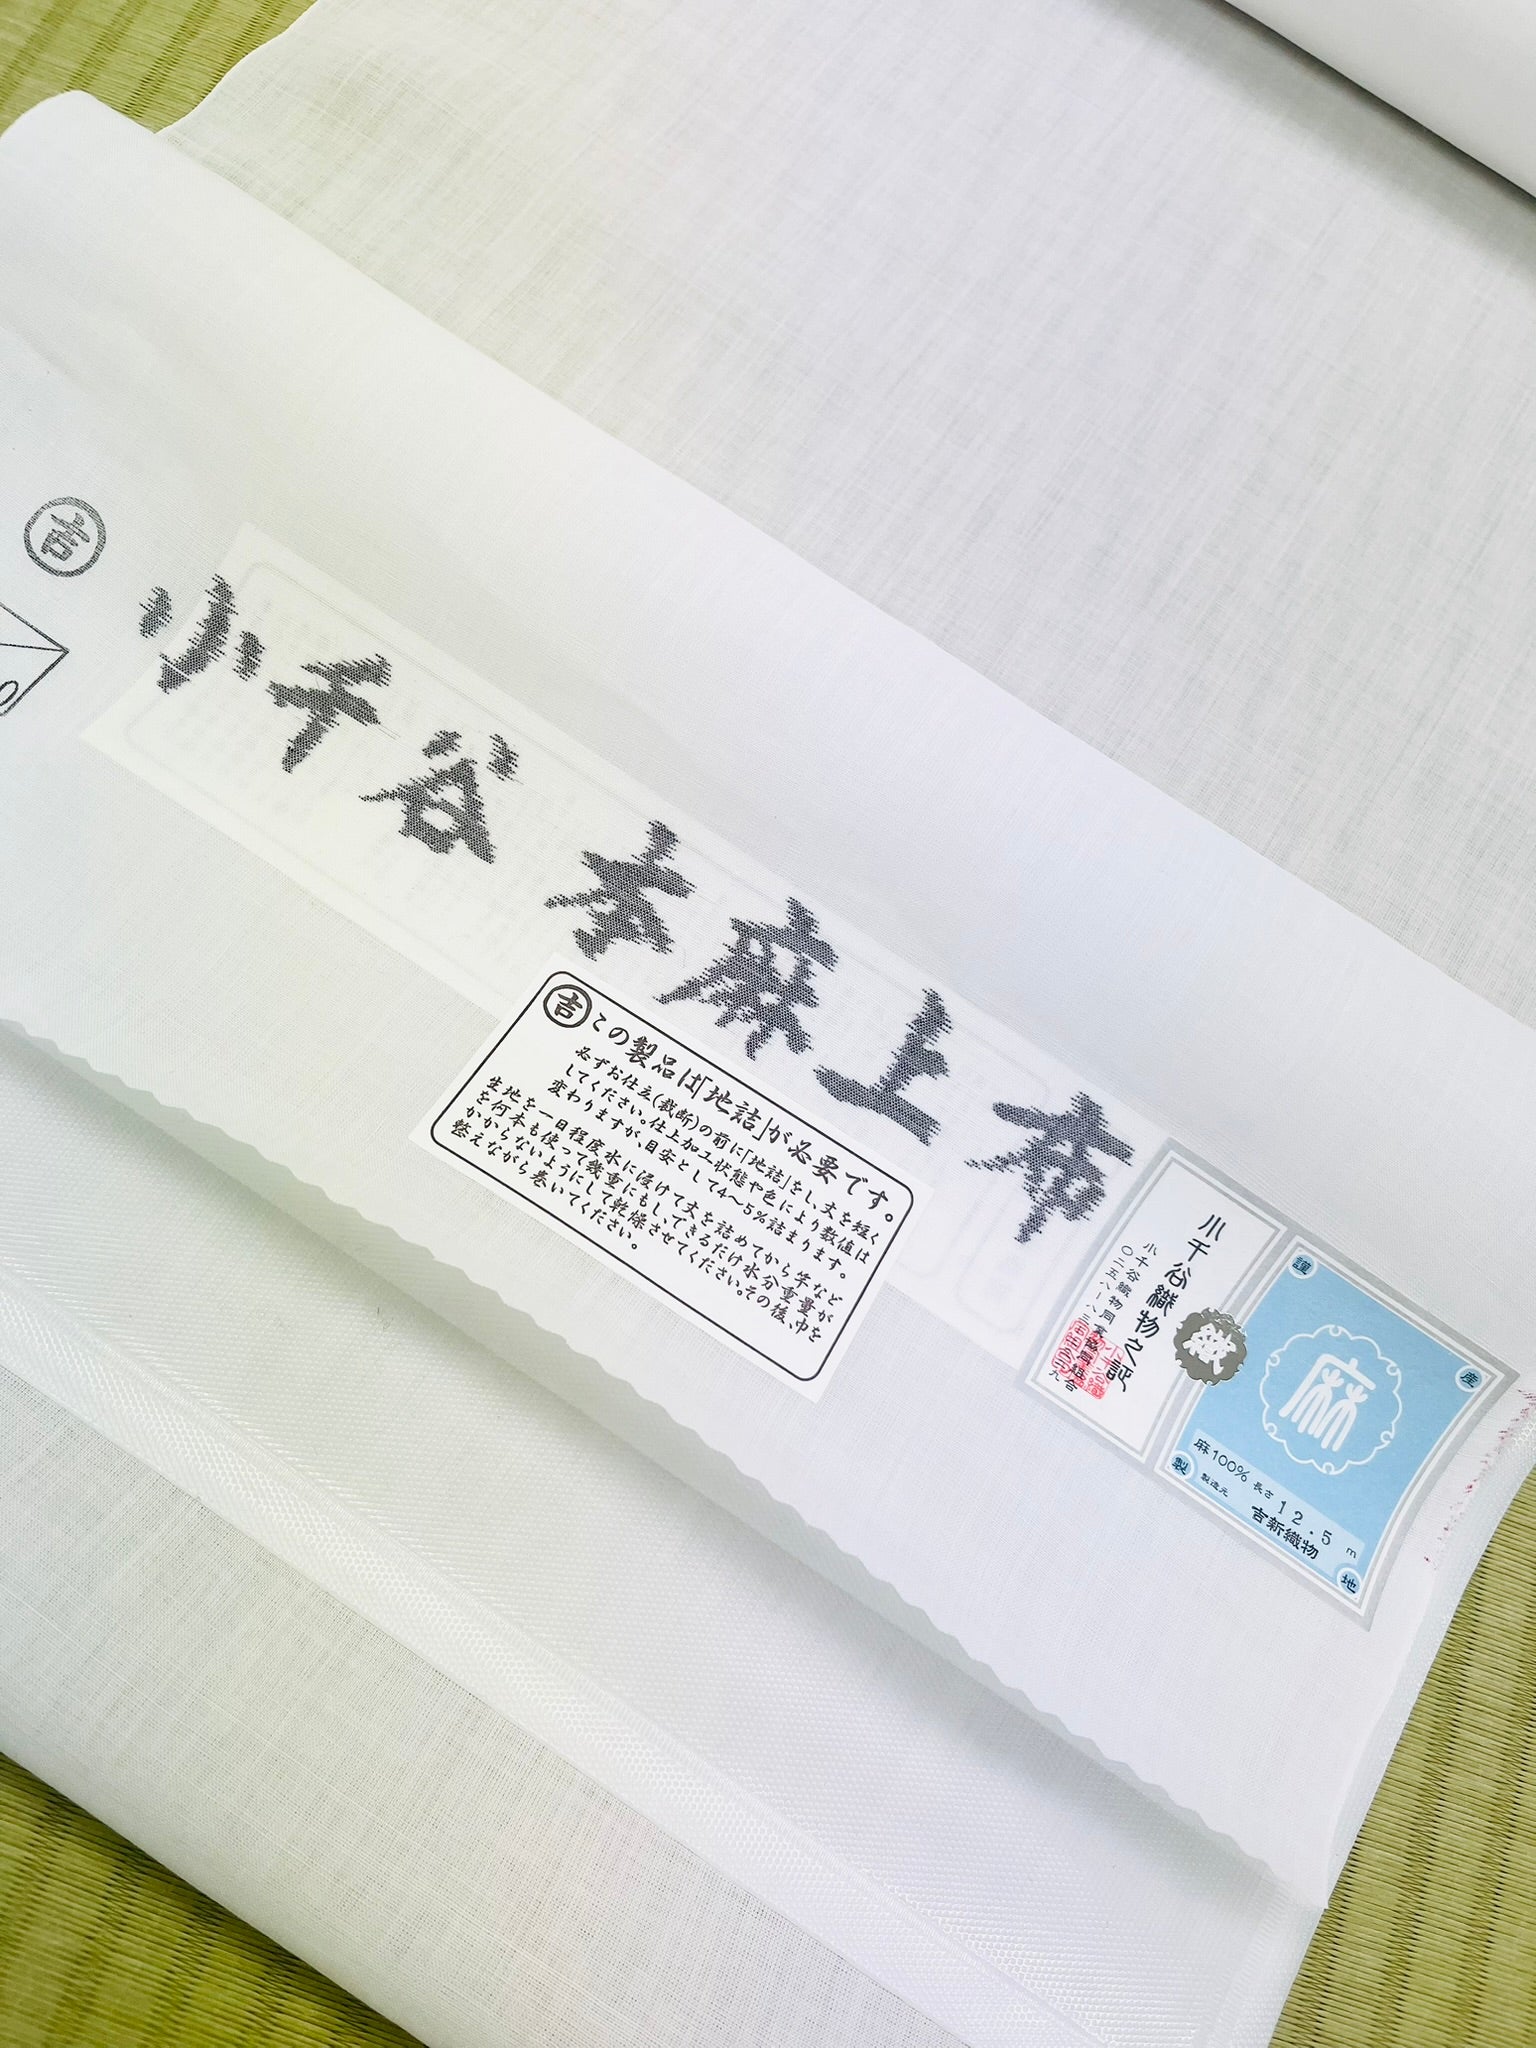 吉
小千谷 本麻上布
吉 この製品は「地詰」が必要です。
必ずお仕立(裁断)の前に「地詰」をし、丈を短く
してください。仕上加工状態や色により数値は
変わりますが、目安として4〜5%詰まります。
生地を一日程度水に浸けて丈を詰めてから竿など
を何本も使って幾重にもし、できるだけ水分重量が
かからないようにして乾燥させてください。その後、巾を
整えながら巻いてください。
小千谷織物之証
小千谷織物同業協同組合
織
謹
産
麻
製
地
麻100% 長さ 12.5 m
製造元 吉新織物